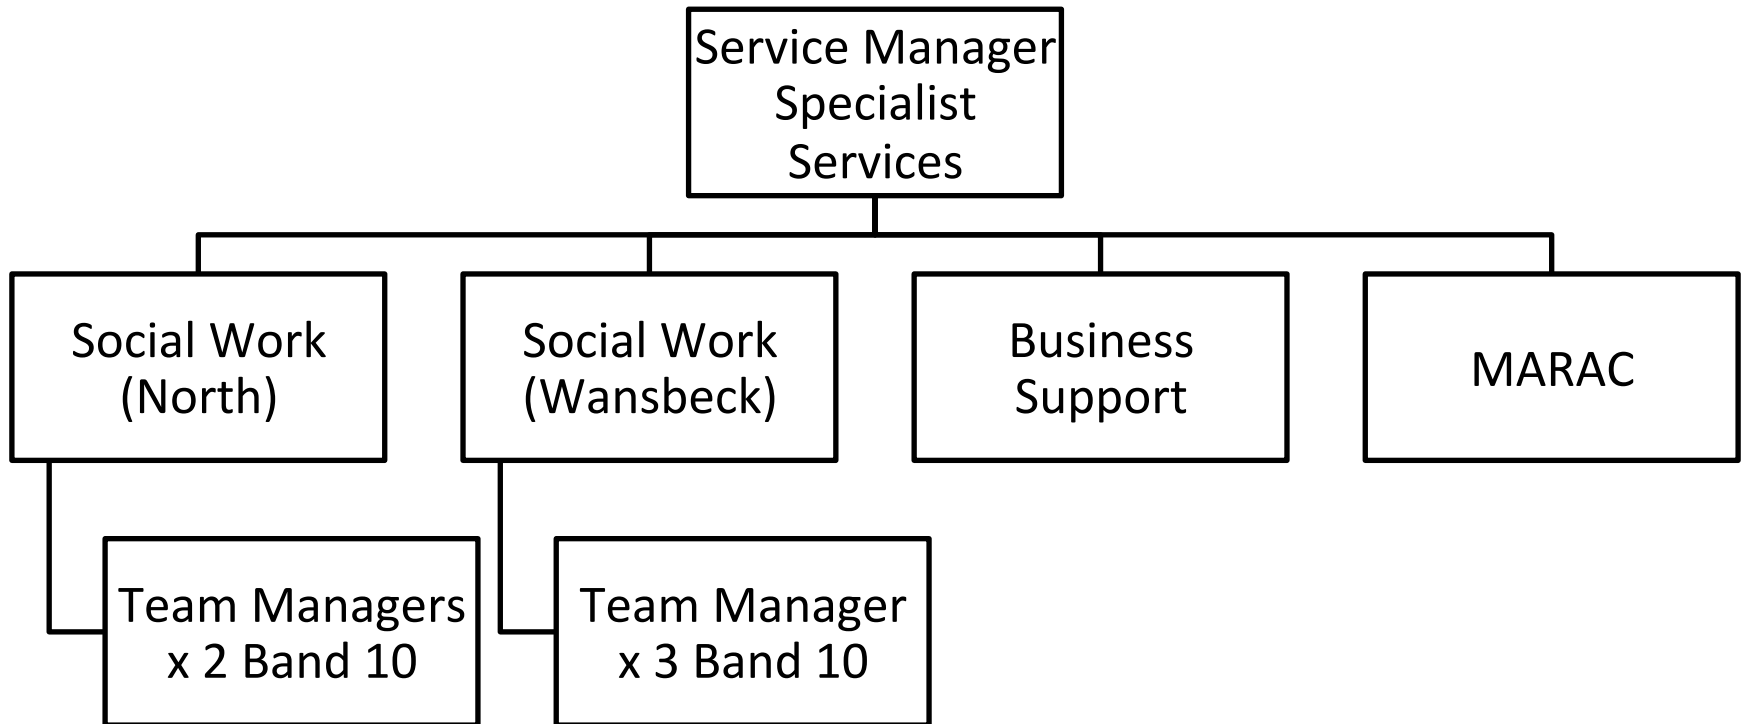 Service Manager
Specialist
Services
Social Work
(North)
Social Work
(Wansbeck)
Business
Support
MARAC
Team Managers
x 2 Band 10
Team Manager
x 3 Band 10